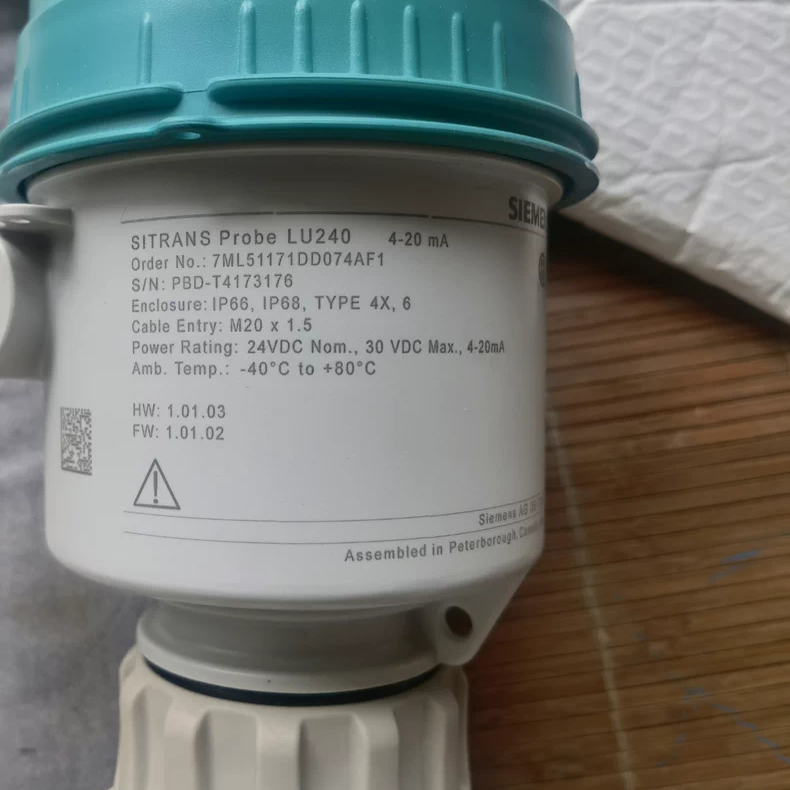 SIEMEN
SITRANS Probe LU240 4-20 mA
Order No.: 7ML51171DD074AF1
S/N: PBD-T4173176
Enclosure: IP66, IP68, TYPE 4X, 6
Cable Entry: M20 x 1.5
Power Rating: 24VDC Nom., 30 VDC Max., 4-20mA
Amb. Temp.: -40°C to +80°C
HW: 1.01.03
FW: 1.01.02
Siemens AG
Assembled in Peterborough,